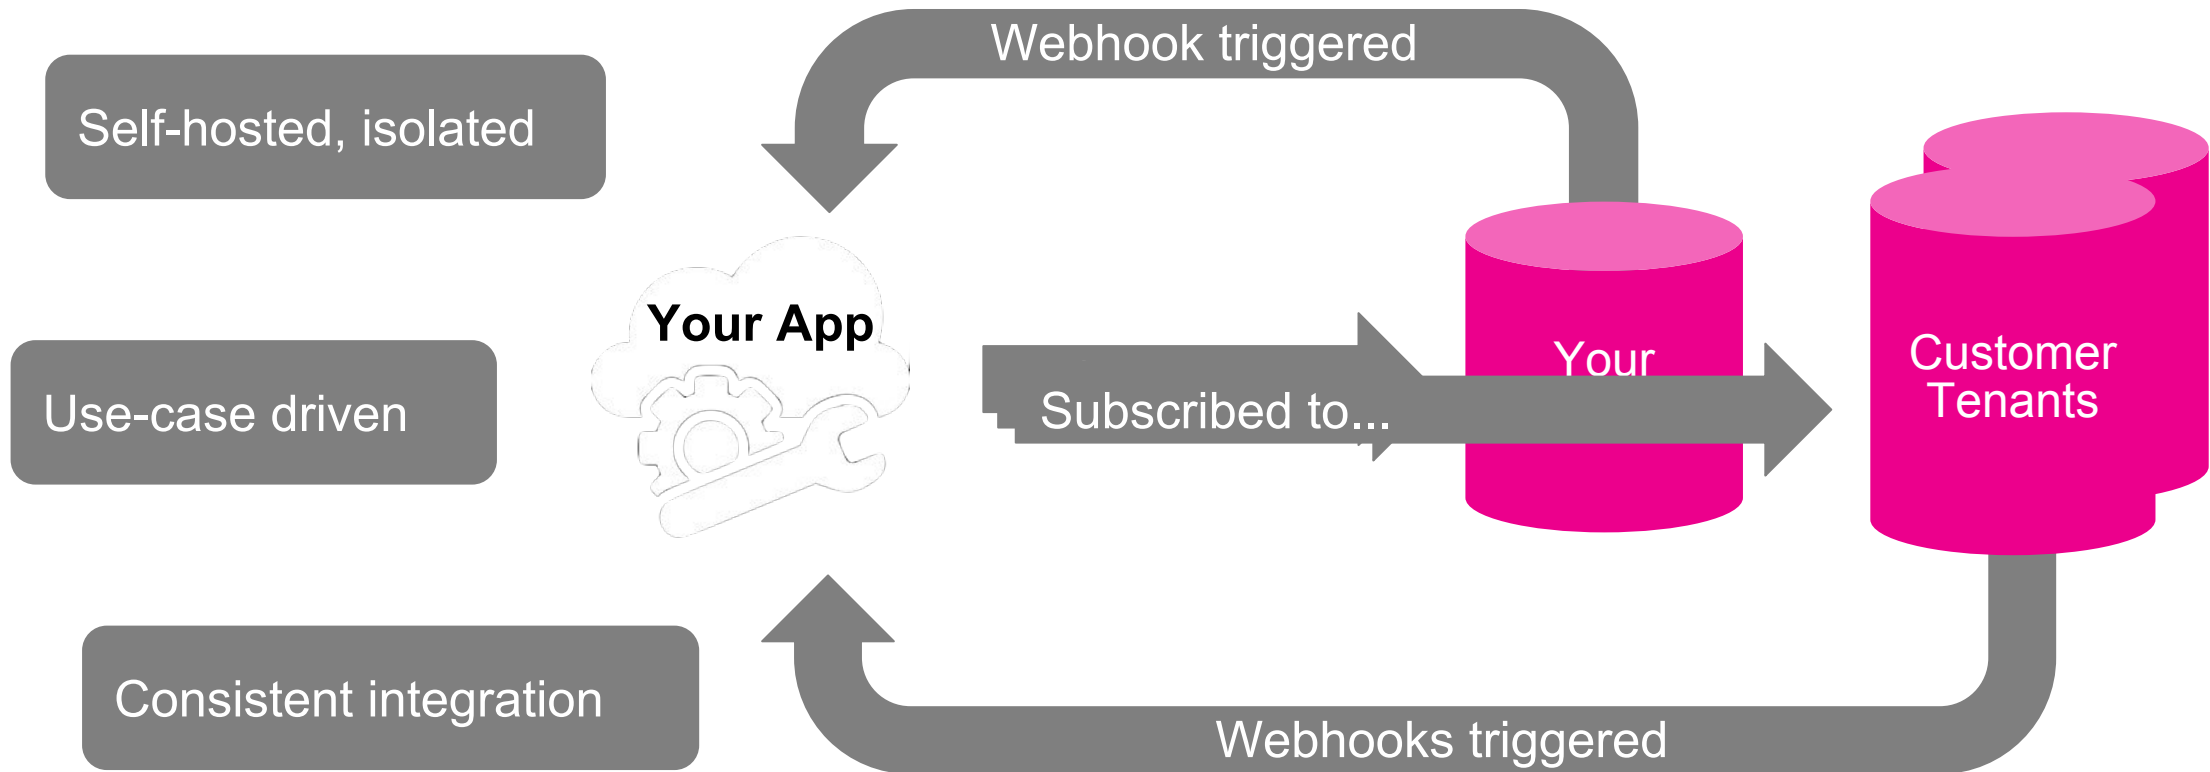 Webhook triggered
Self-hosted, isolated
Your App
Your
Customer
Tenants
Use-case driven
Subscribed to...
Consistent integration
Webhooks triggered